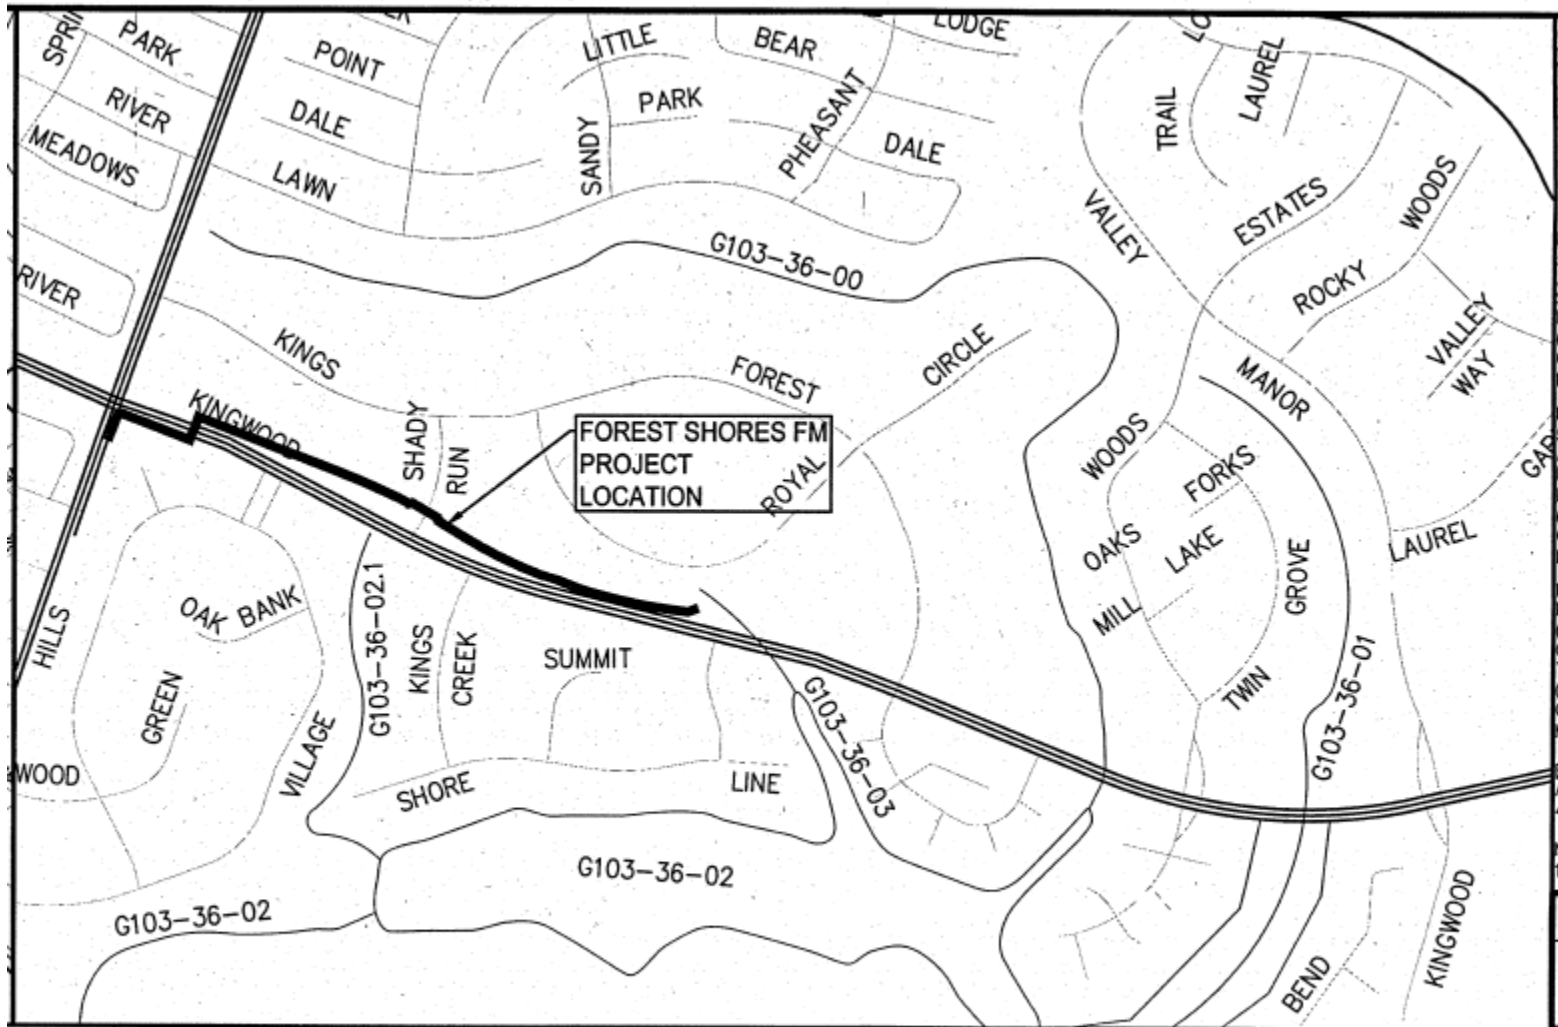 PARK
POINT
LITTLE
BEAR
LODGE
LAUREL
TRAIL
RIVER
DALE
PARK
SANDY
PHEASANT
DALE
MEADOWS
LAWN
VALLEY
ESTATES
WOODS
G103-36-00
ROCKY
RIVER
KINGS
FOREST
CIRCLE
VALLEY
WAY
MANOR
KINGWOOD
SHADY
RUN
FOREST SHORES FM
PROJECT
LOCATION
ROYAL
WOODS
FORKS
OAKS
LAKE
LAUREL
GROVE
MILL
TWIN
HILLS
OAK BANK
G103-36-02.1
KINGS
CREEK
SUMMIT
G103-36-01
GREEN
VILLAGE
G103-36-03
WOOD
SHORE
LINE
G103-36-02
G103-36-02
BEND
KINGWOOD